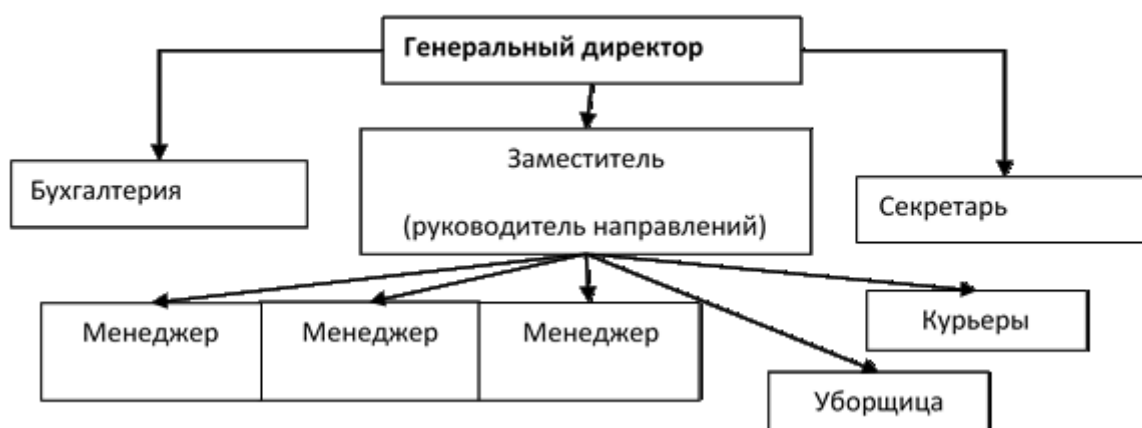 Генеральный директор
Заместитель
(руководитель направлений)
Бухгалтерия
Секретарь
Менеджер
Менеджер
Менеджер
Курьеры
Уборщица